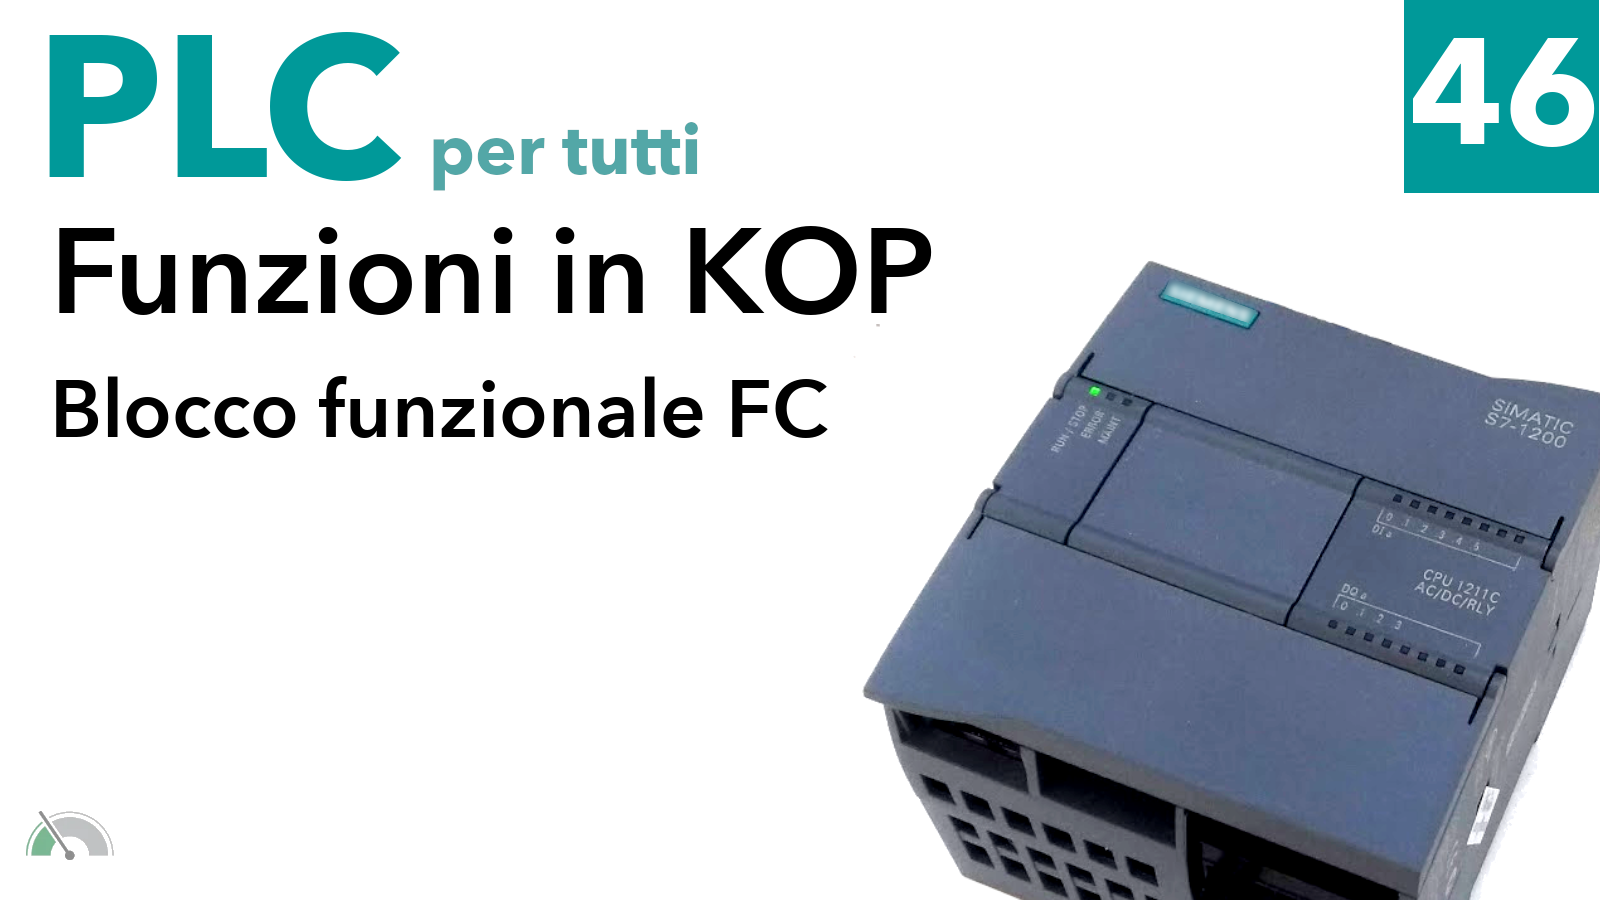 PLC per tutti
46
Funzioni in KOP
Blocco funzionale FC
SIMATIC
S7-1200
RUN / STOP
ERROR
MAINT
0 .1 .2 .3 .4 .5
DI a
CPU 1211C
AC/DC/RLY
DQ a
0 .1 .2 .3